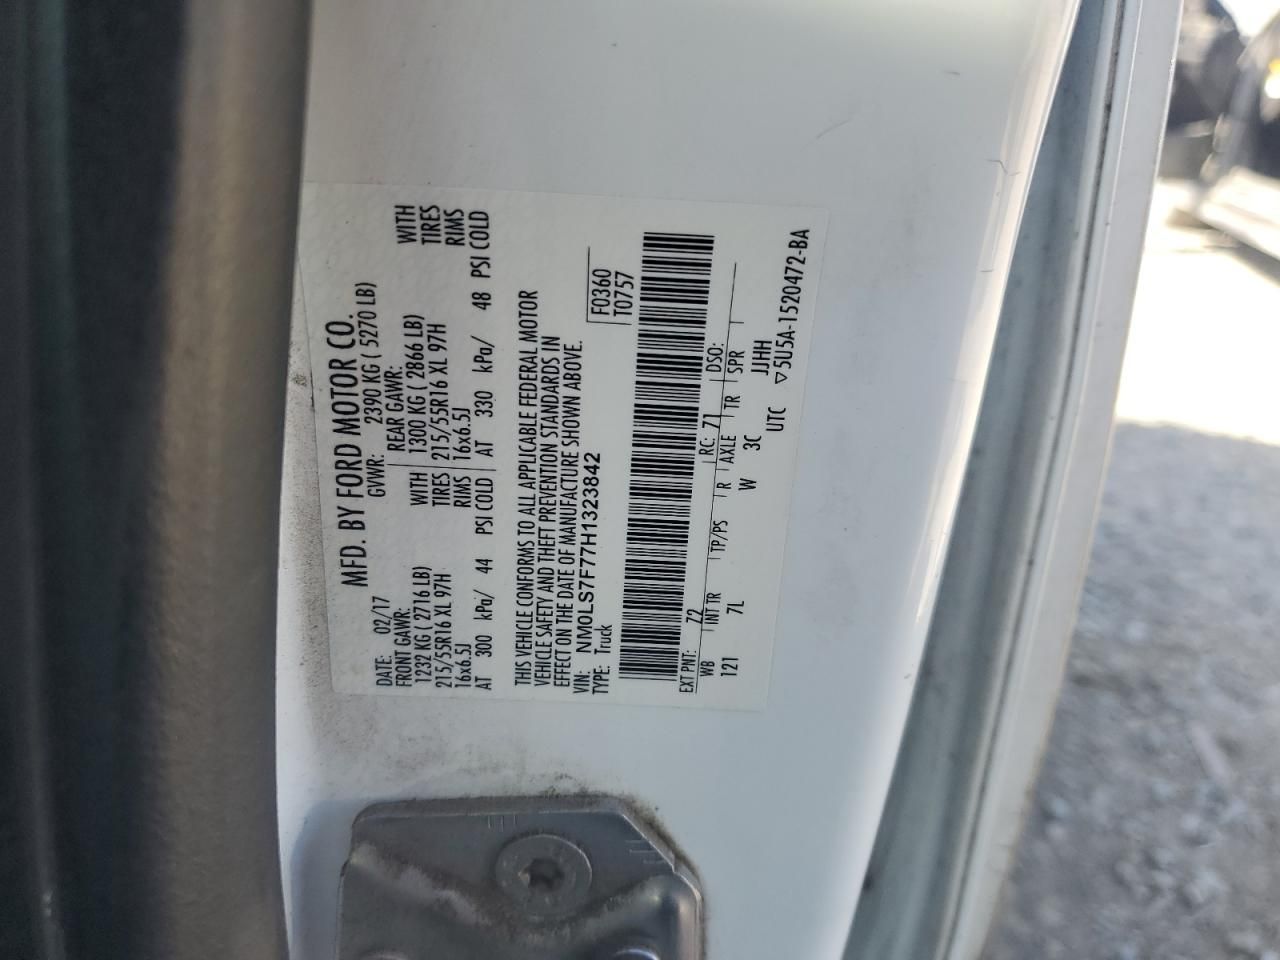 MFD. BY FORD MOTOR CO.
DATE: 02/17 GVWR: 2390 KG ( 5270 LB)
FRONT GAWR: REAR GAWR:
1232 KG ( 2716 LB) WITH 1300 KG ( 2866 LB) WITH
215/55R16 XL 97H TIRES 215/55R16 XL 97H TIRES
16x6.5J RIMS 16x6.5J RIMS
AT 300 kPa/ 44 PSI COLD AT 330 kPa/ 48 PSI COLD
THIS VEHICLE CONFORMS TO ALL APPLICABLE FEDERAL MOTOR
VEHICLE SAFETY AND THEFT PREVENTION STANDARDS IN
EFFECT ON THE DATE OF MANUFACTURE SHOWN ABOVE.
VIN: NM0LS7F77H1323842 F0360
TYPE: Truck T0757
EXT PNT: Z2 RC: 71 DSO:
WB INT TR TP/PS R AXLE TR SPR
121 7L W 3C JJHH
UTC ▽5U5A-1520472-BA